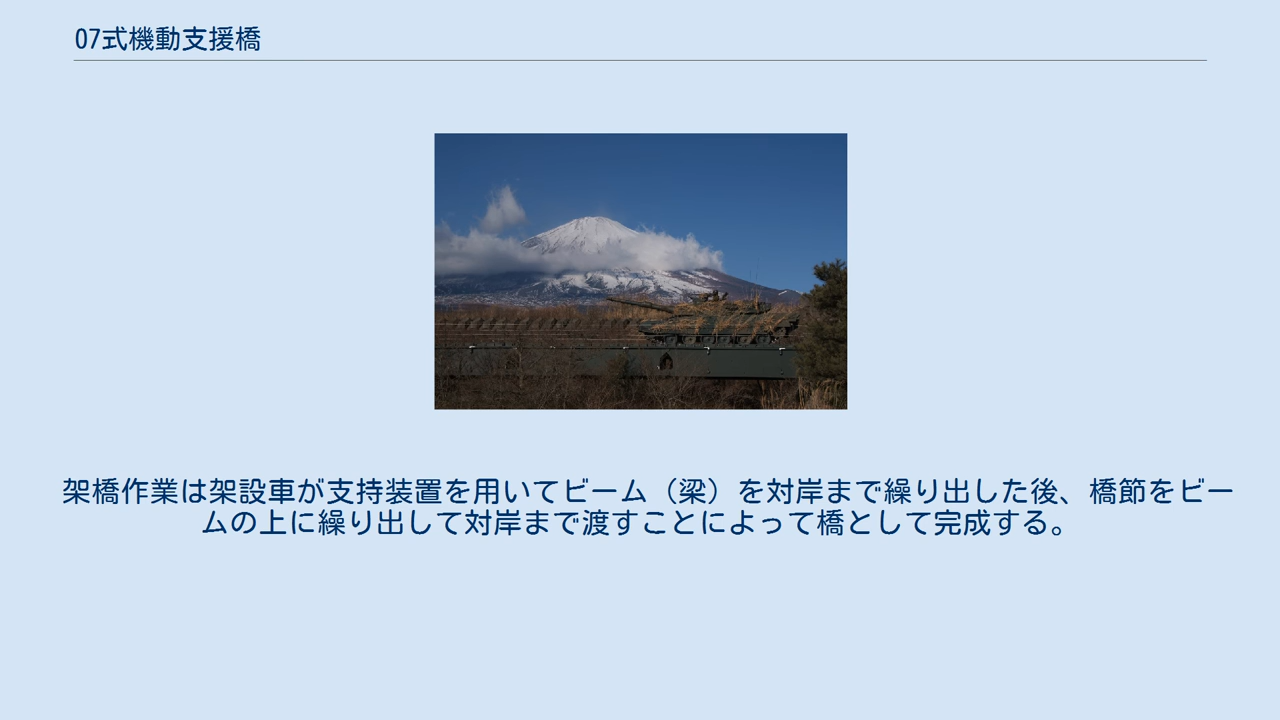 07式機動支援橋
架橋作業は架設車が支持装置を用いてビーム（梁）を対岸まで繰り出した後、橋節をビー
ムの上に繰り出して対岸まで渡すことによって橋として完成する。